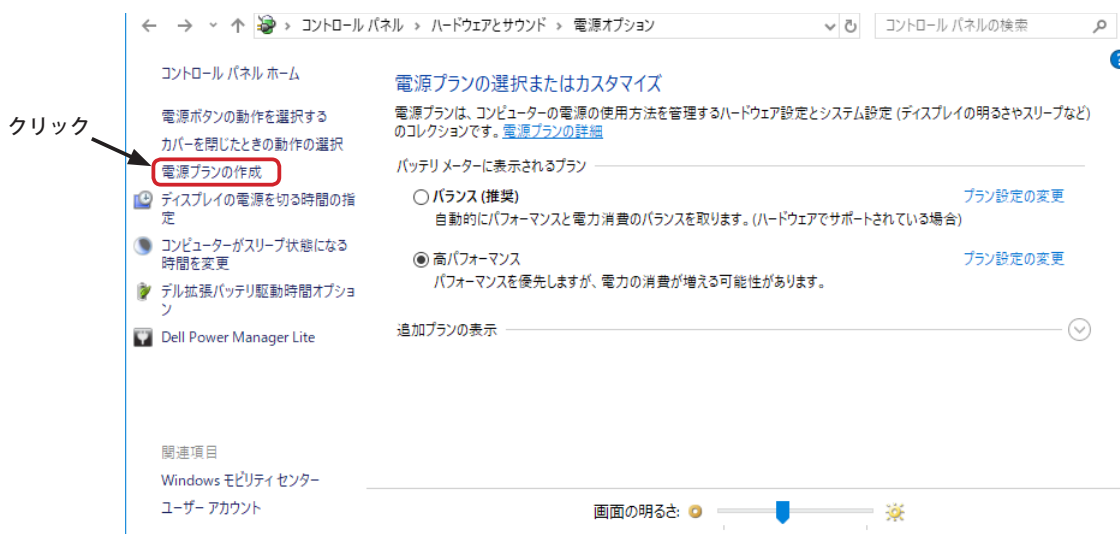 コントロール パネル › ハードウェアとサウンド › 電源オプション
コントロール パネルの検索
コントロール パネル ホーム
電源ボタンの動作を選択する
カバーを閉じたときの動作の選択
クリック
電源プランの作成
ディスプレイの電源を切る時間の指
定
コンピューターがスリープ状態になる
時間を変更
デル拡張バッテリ駆動時間オプショ
ン
Dell Power Manager Lite
関連項目
Windows モビリティ センター
ユーザー アカウント
電源プランの選択またはカスタマイズ
電源プランは、コンピューターの電源の使用方法を管理するハードウェア設定とシステム設定 (ディスプレイの明るさやスリープなど)
のコレクションです。電源プランの詳細
バッテリ メーターに表示されるプラン
バランス (推奨) プラン設定の変更
自動的にパフォーマンスと電力消費のバランスを取ります。(ハードウェアでサポートされている場合)
高パフォーマンス プラン設定の変更
パフォーマンスを優先しますが、電力の消費が増える可能性があります。
追加プランの表示
画面の明るさ: